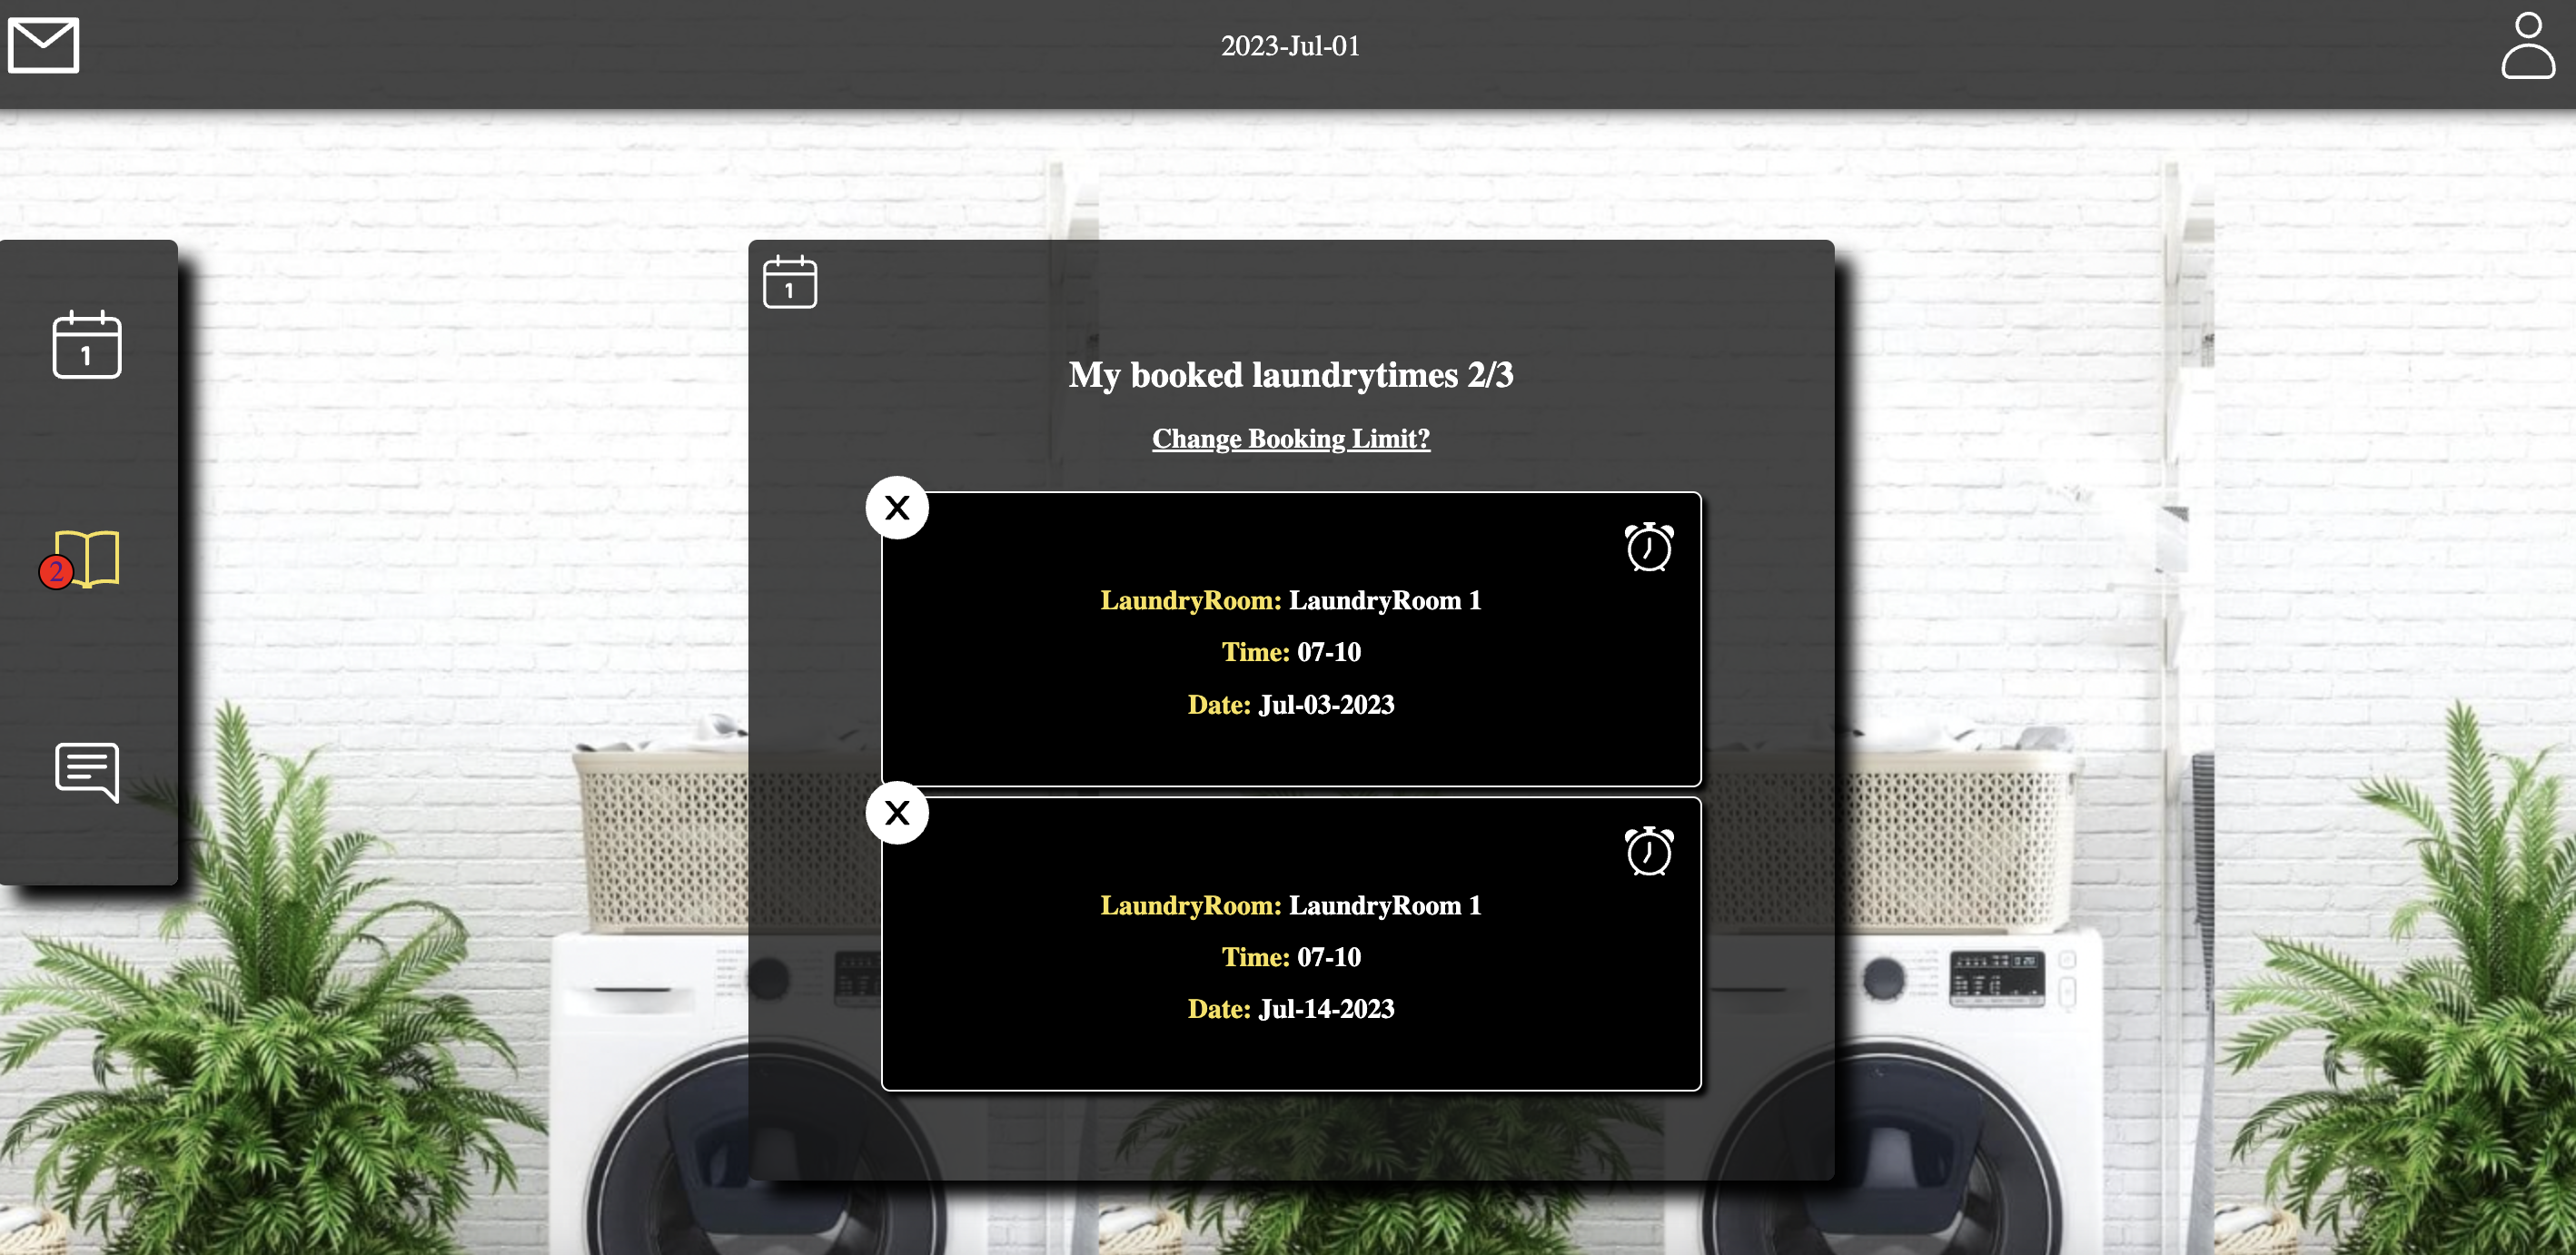 2023-Jul-01
1
1
My booked laundrytimes 2/3
Change Booking Limit?
X
LaundryRoom: LaundryRoom 1
2
Time: 07-10
Date: Jul-03-2023
X
LaundryRoom: LaundryRoom 1
Time: 07-10
Date: Jul-14-2023